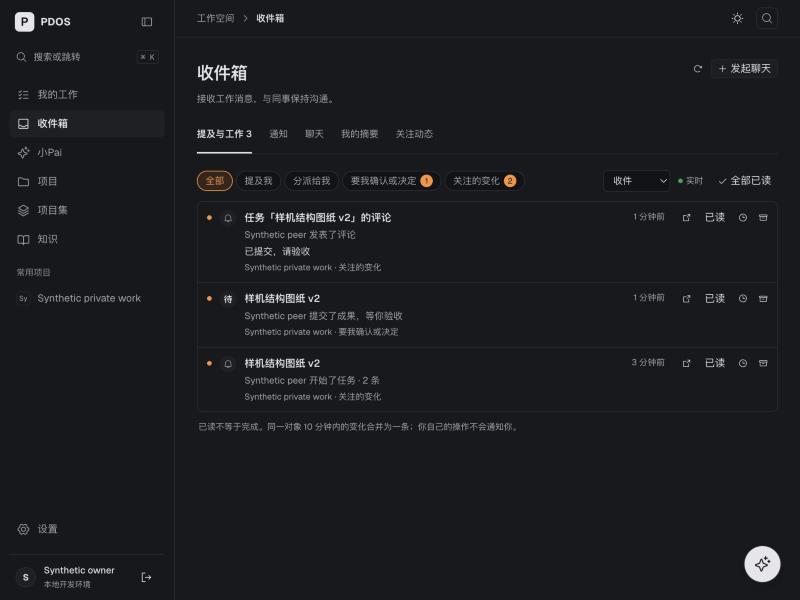 P PDOS
搜索或跳转 ⌘ K
我的工作
收件箱
小Pai
项目
项目集
知识
常用项目
Sy Synthetic private work
设置
S Synthetic owner
本地开发环境
工作空间 > 收件箱
收件箱
+ 发起聊天
接收工作消息，与同事保持沟通。
提及与工作 3 通知 聊天 我的摘要 关注动态
全部 提及我 分派给我 要我确认或决定 1 关注的变化 2 收件 实时 全部已读
任务「样机结构图纸 v2」的评论 1 分钟前 已读
Synthetic peer 发表了评论
已提交，请验收
Synthetic private work · 关注的变化
待 样机结构图纸 v2 1 分钟前 已读
Synthetic peer 提交了成果，等你验收
Synthetic private work · 要我确认或决定
样机结构图纸 v2 3 分钟前 已读
Synthetic peer 开始了任务 · 2 条
Synthetic private work · 关注的变化
已读不等于完成。同一对象 10 分钟内的变化合并为一条；你自己的操作不会通知你。